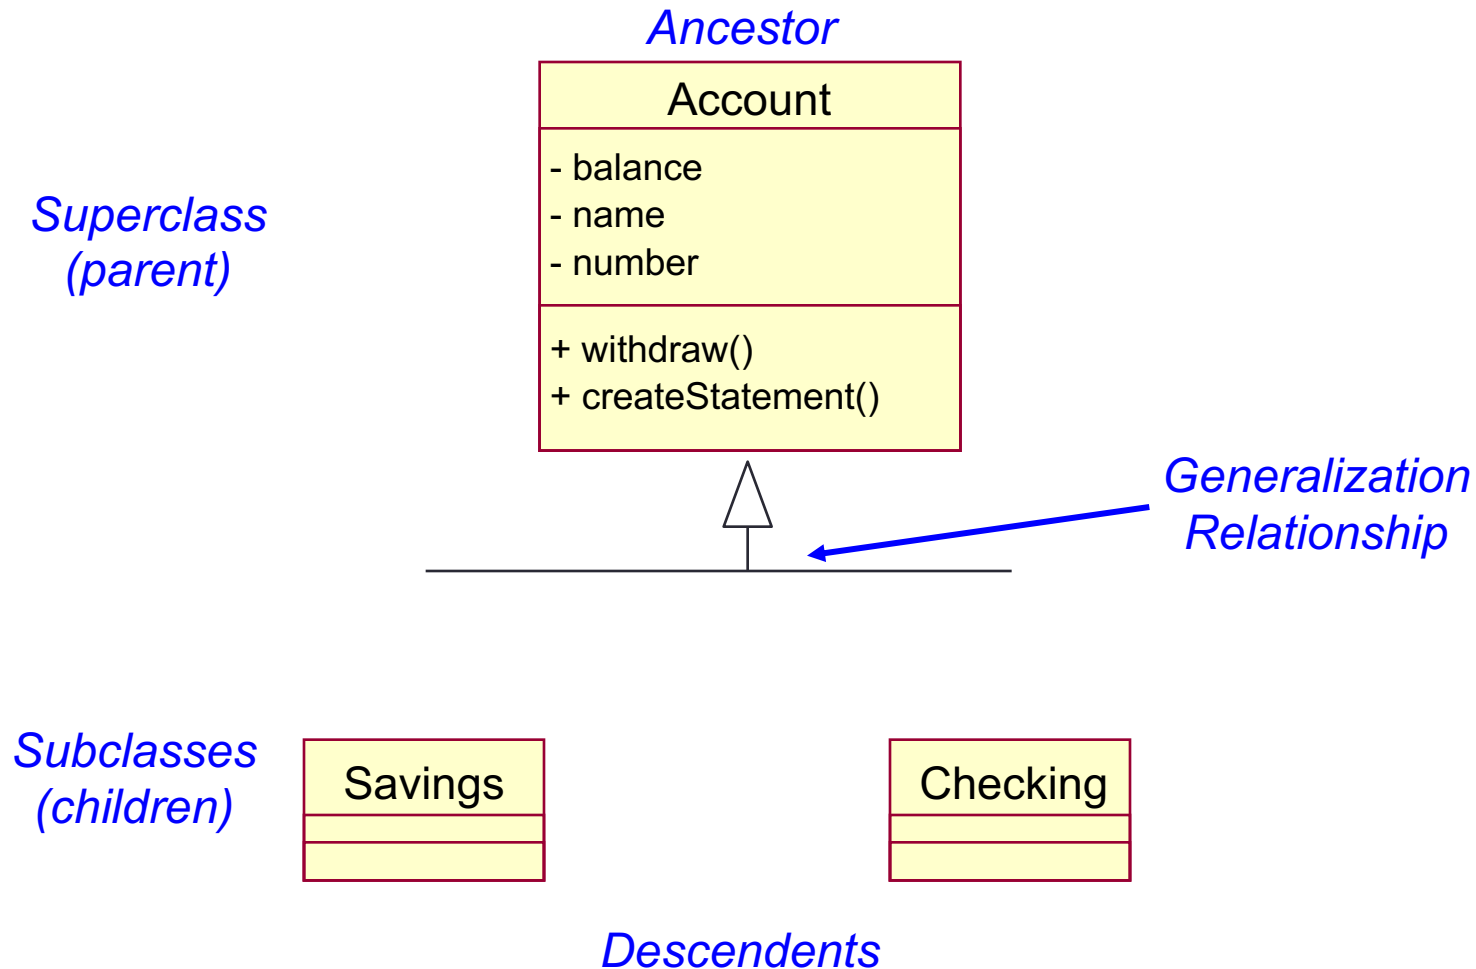 Ancestor
Account
- balance
- name
- number
+ withdraw()
+ createStatement()
Superclass
(parent)
Generalization
Relationship
Subclasses
(children)
Savings
Checking
Descendents